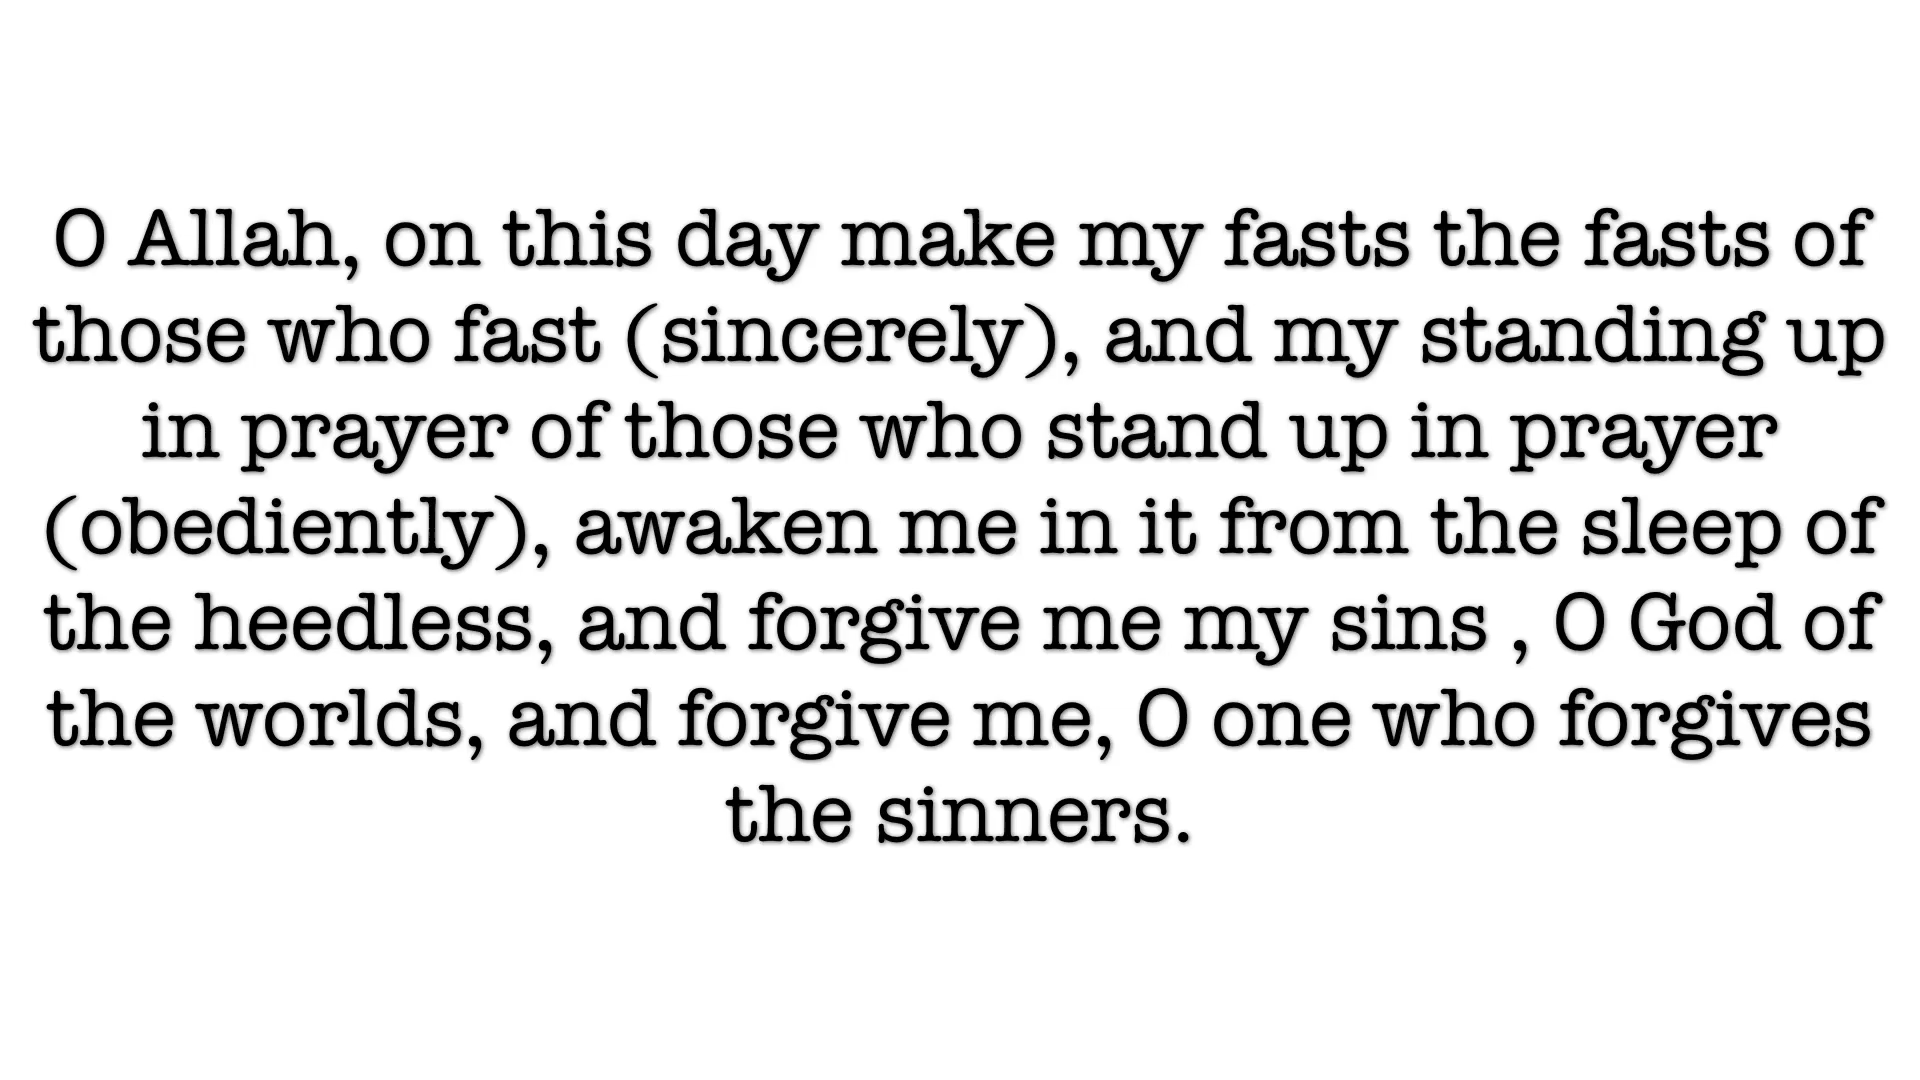 O Allah, on this day make my fasts the fasts of
those who fast (sincerely), and my standing up
in prayer of those who stand up in prayer
(obediently), awaken me in it from the sleep of
the heedless, and forgive me my sins , O God of
the worlds, and forgive me, O one who forgives
the sinners.